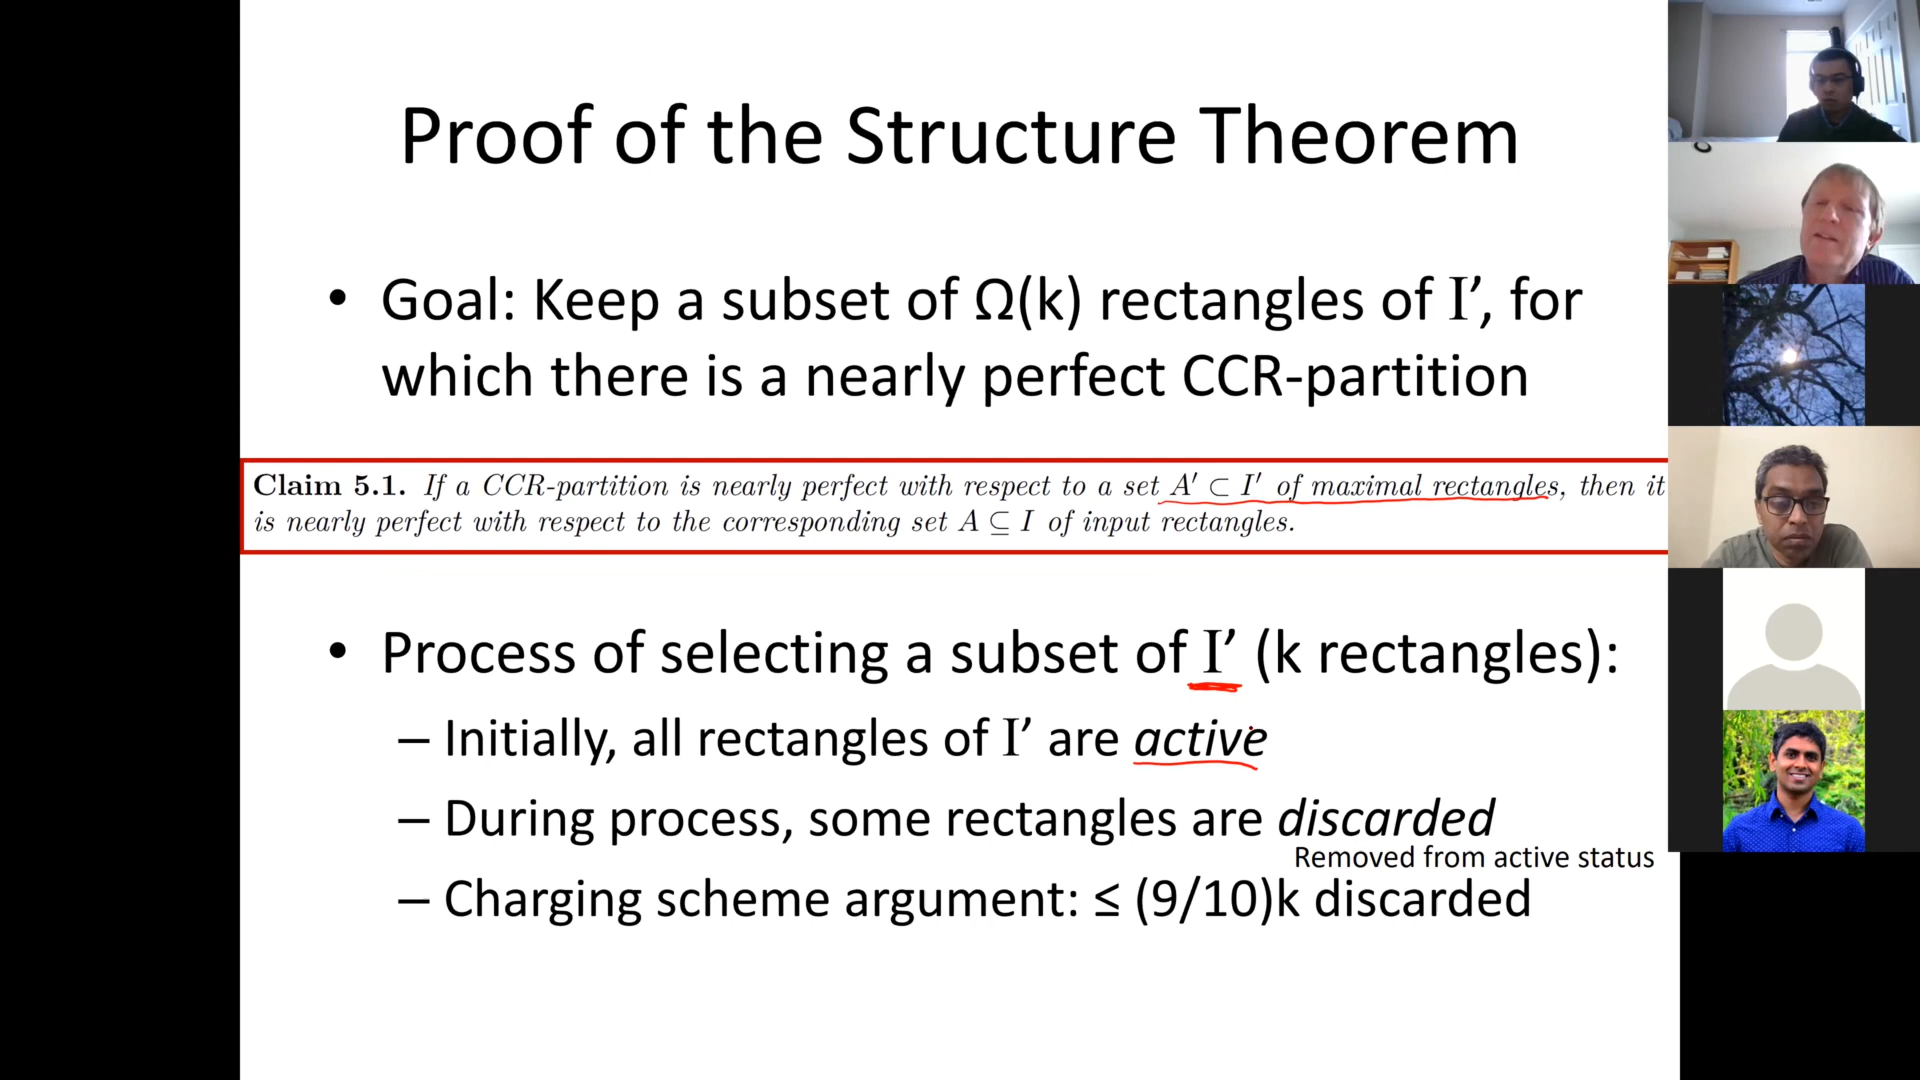 Proof of the Structure Theorem
• Goal: Keep a subset of Ω(k) rectangles of I’, for
which there is a nearly perfect CCR-partition
Claim 5.1. If a CCR-partition is nearly perfect with respect to a set A′ ⊂ I′ of maximal rectangles, then it
is nearly perfect with respect to the corresponding set A ⊆ I of input rectangles.
• Process of selecting a subset of I’ (k rectangles):
– Initially, all rectangles of I’ are active
– During process, some rectangles are discarded
Removed from active status
– Charging scheme argument: ≤ (9/10)k discarded